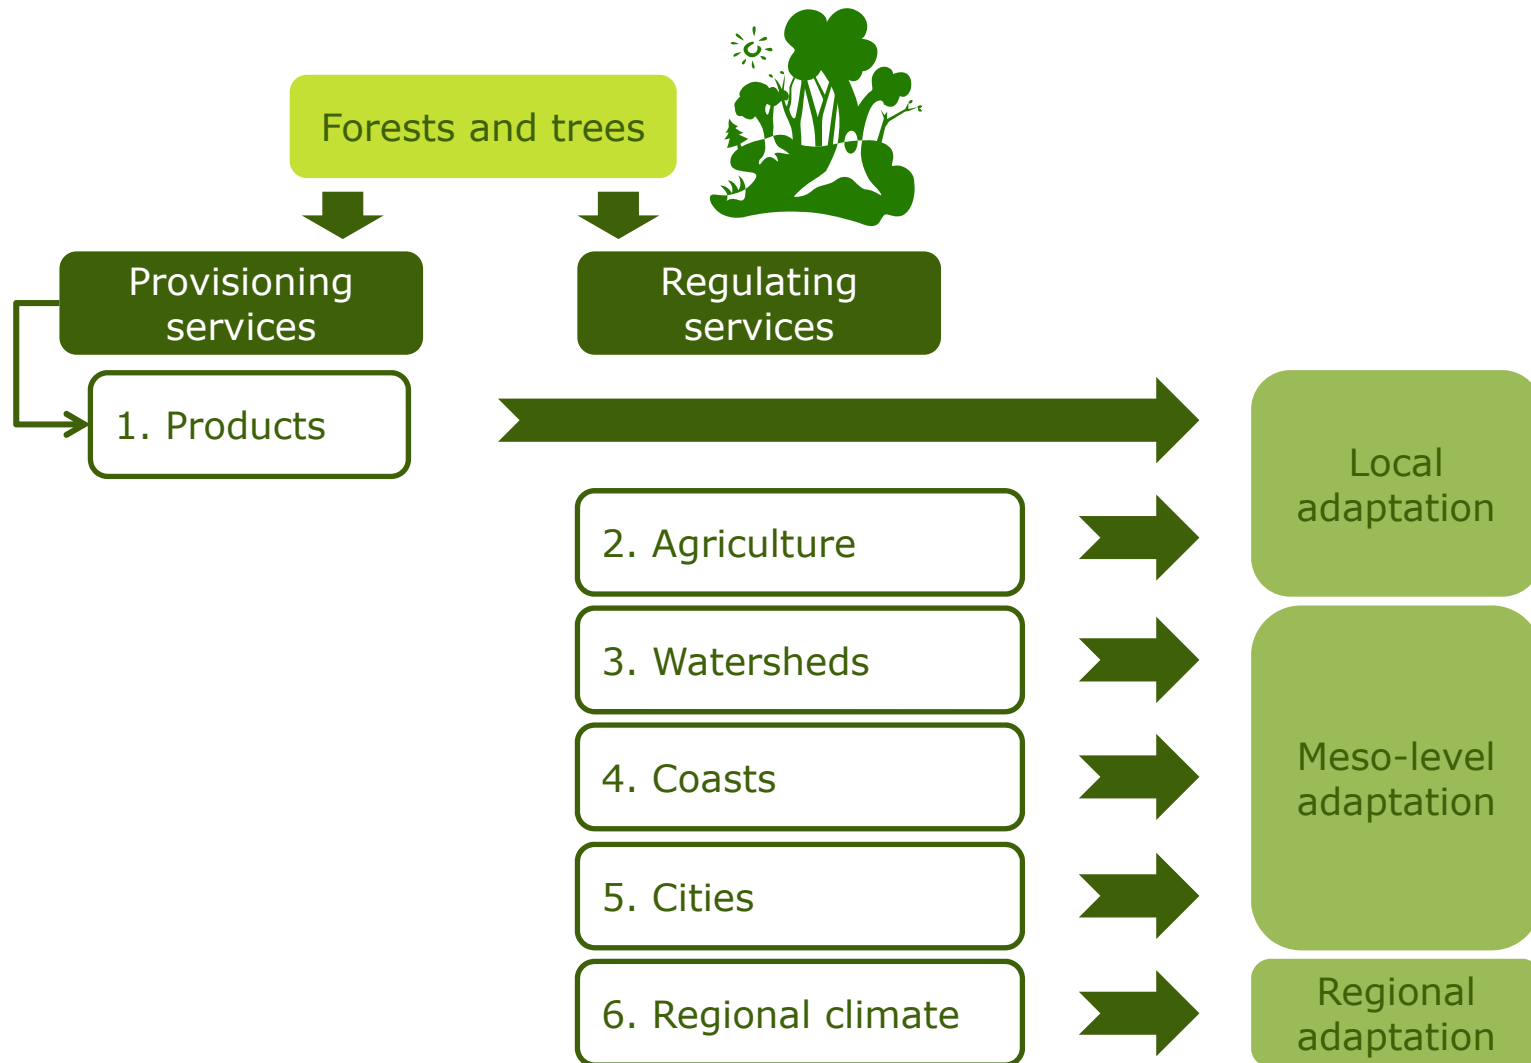 Forests and trees
Provisioning
services
Regulating
services
1. Products
Local
adaptation
2. Agriculture
3. Watersheds
4. Coasts
Meso-level
adaptation
5. Cities
6. Regional climate
Regional
adaptation